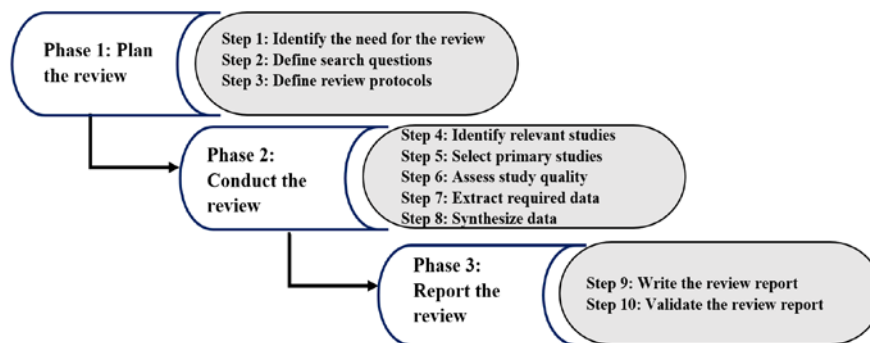 Phase 1: Plan
the review
Step 1: Identify the need for the review
Step 2: Define search questions
Step 3: Define review protocols
Phase 2:
Conduct the
review
Step 4: Identify relevant studies
Step 5: Select primary studies
Step 6: Assess study quality
Step 7: Extract required data
Step 8: Synthesize data
Phase 3:
Report the
review
Step 9: Write the review report
Step 10: Validate the review report